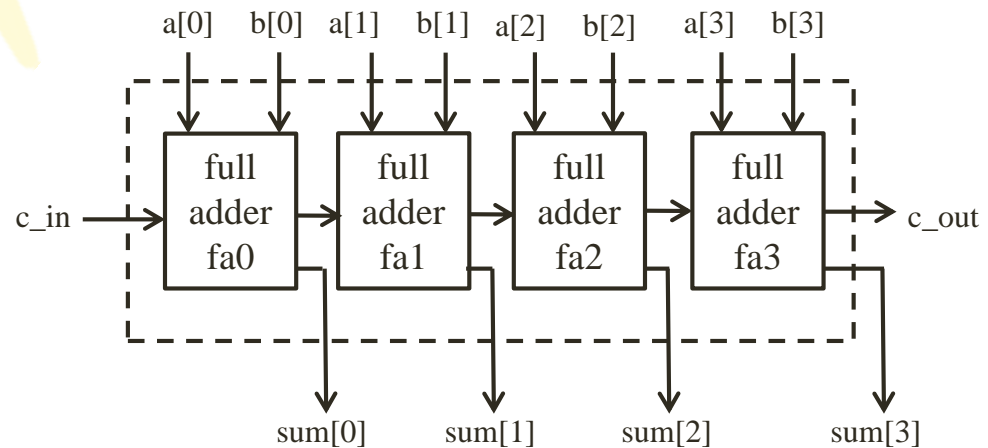 a[0] b[0] a[1] b[1] a[2] b[2] a[3] b[3]
c_in
full
adder
fa0
full
adder
fa1
full
adder
fa2
full
adder
fa3
c_out
sum[0] sum[1] sum[2] sum[3]